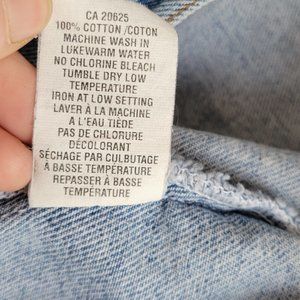 CA 20625
100% COTTON /COTON
MACHINE WASH IN
LUKEWARM WATER
NO CHLORINE BLEACH
TUMBLE DRY LOW
TEMPERATURE
IRON AT LOW SETTING
LAVER À LA MACHINE
A L'EAU TIÈDE
PAS DE CHLORURE
DÉCOLORANT
SÉCHAGE PAR CULBUTAGE
A BASSE TEMPÉRATURE
REPASSER À BASSE
TEMPÉRATURE